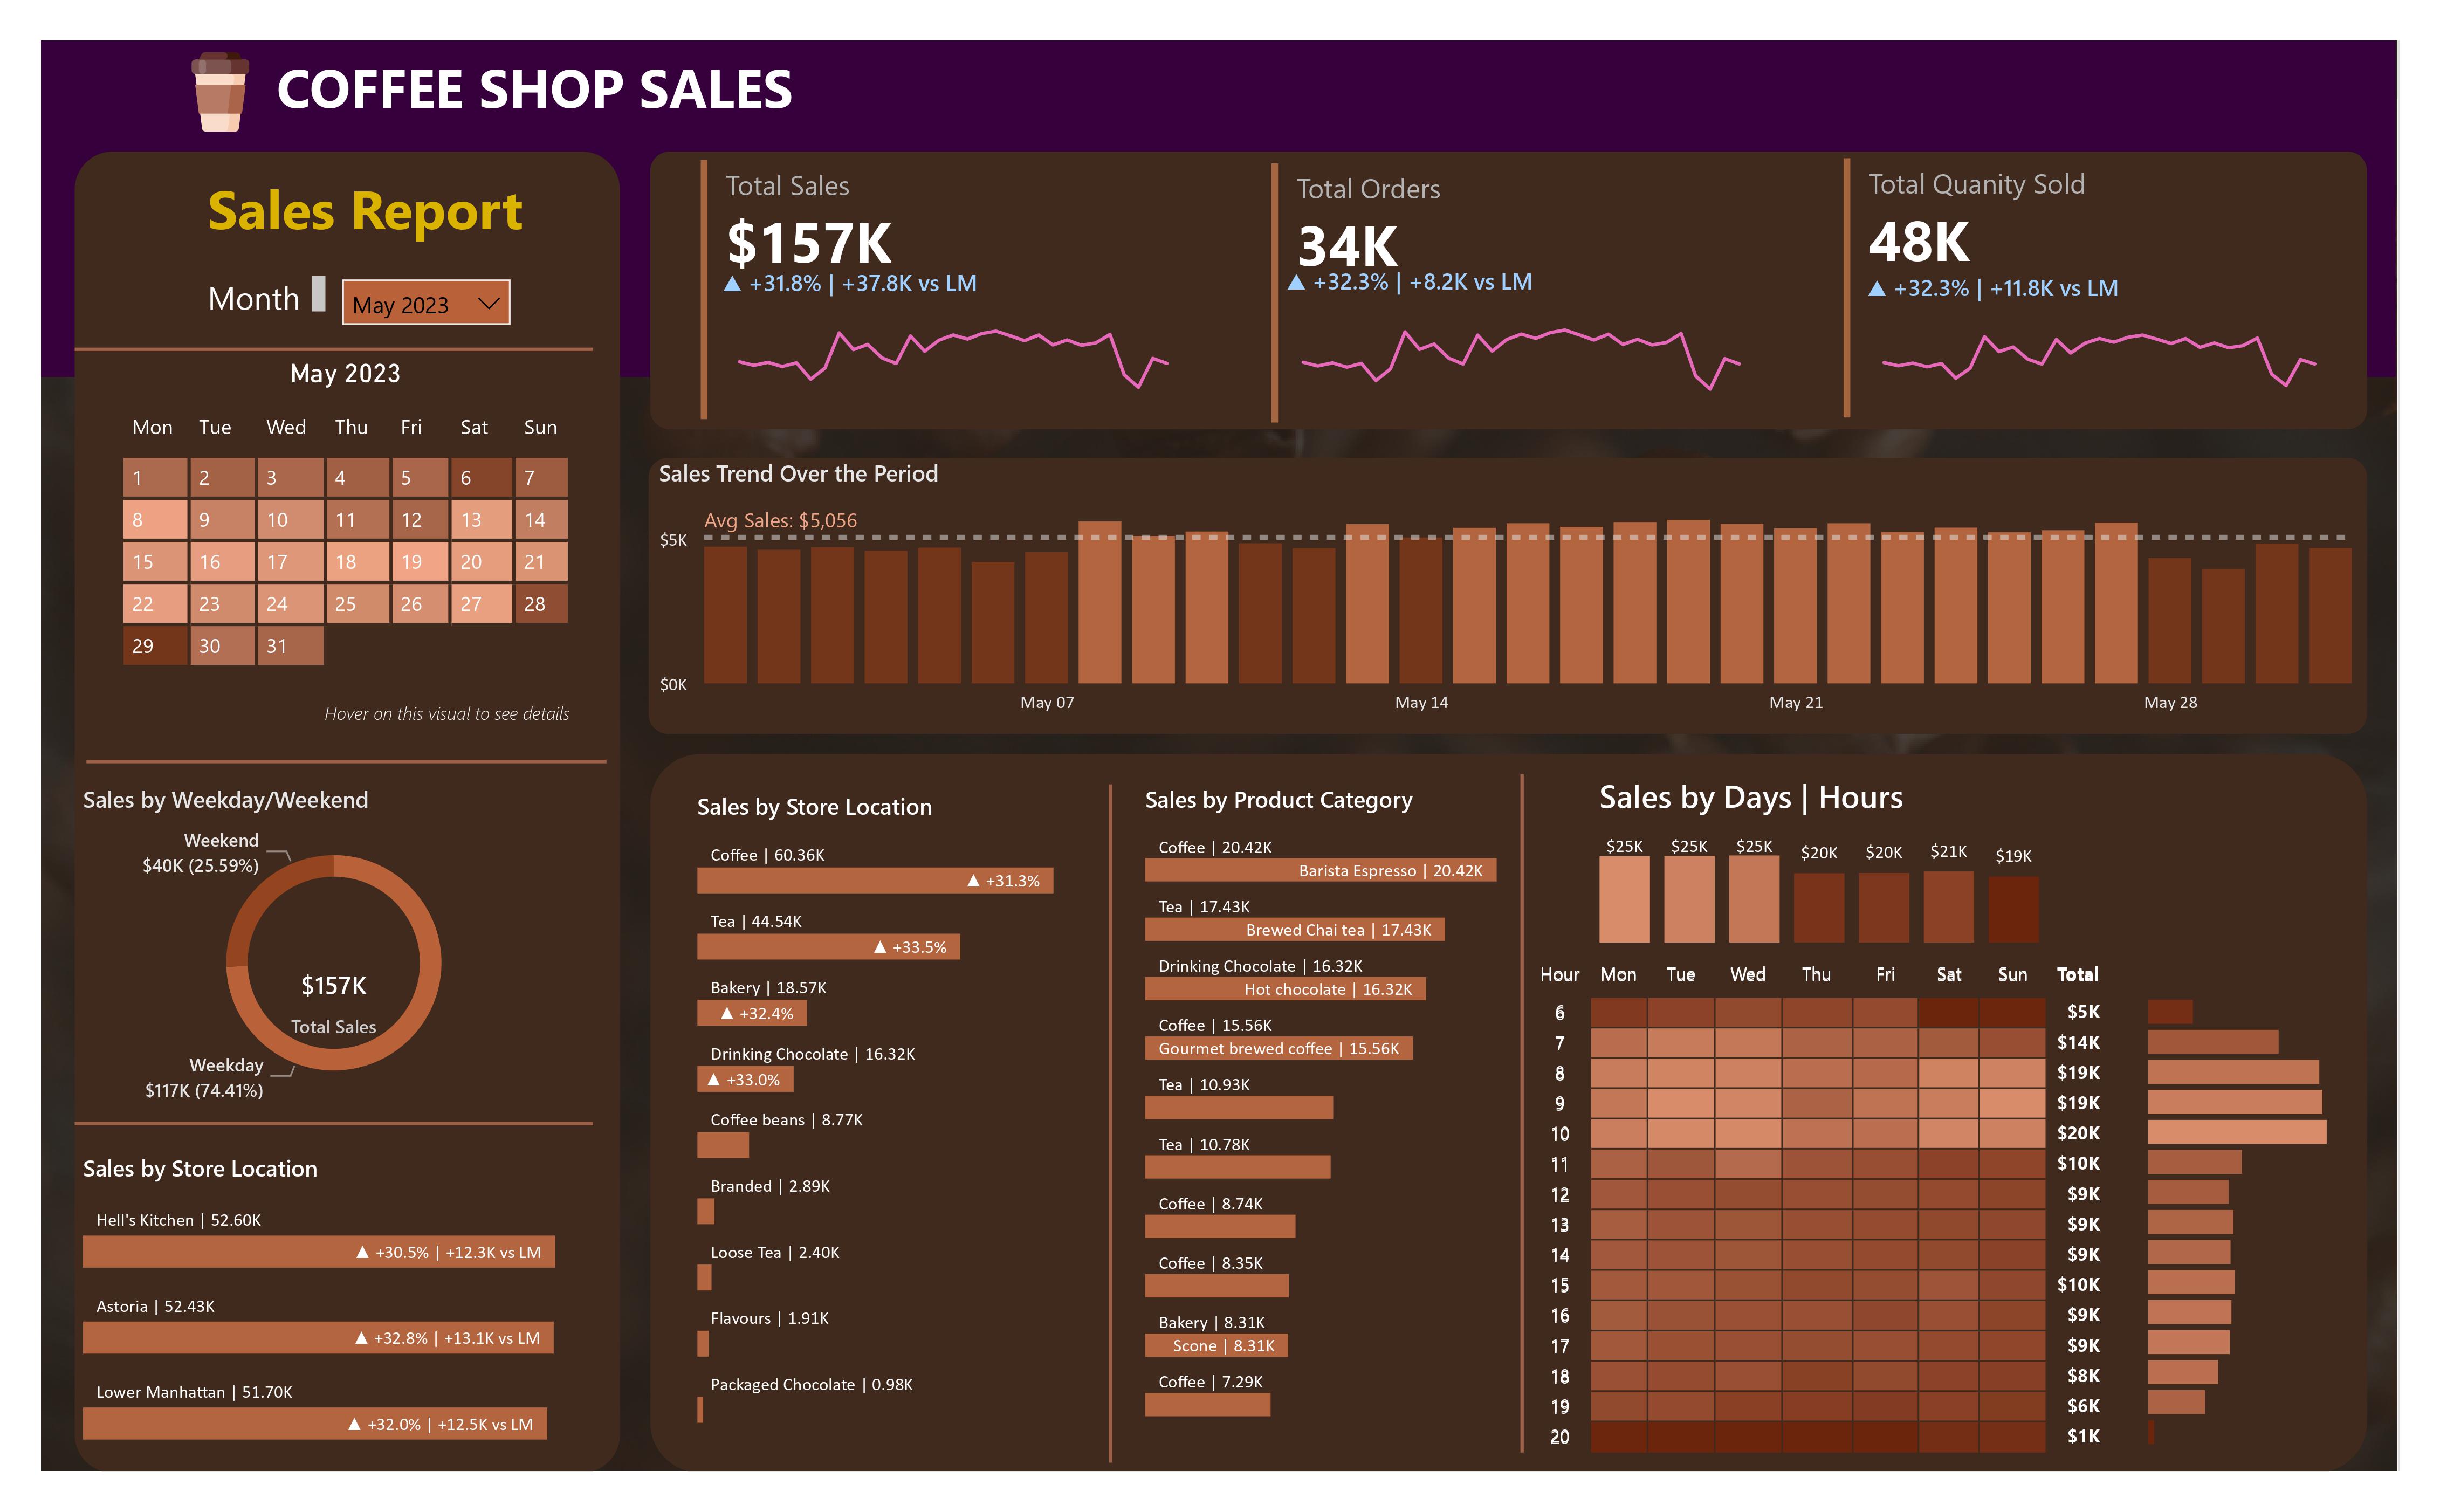 COFFEE SHOP SALES
Sales Report
Month
May 2023
May 2023
Mon Tue Wed Thu Fri Sat Sun
1 2 3 4 5 6 7
8 9 10 11 12 13 14
15 16 17 18 19 20 21
22 23 24 25 26 27 28
29 30 31
Hover on this visual to see details
Sales by Weekday/Weekend
Weekend
$40K (25.59%)
$157K
Total Sales
Weekday
$117K (74.41%)
Sales by Store Location
Hell's Kitchen | 52.60K
▲ +30.5% | +12.3K vs LM
Astoria | 52.43K
▲ +32.8% | +13.1K vs LM
Lower Manhattan | 51.70K
▲ +32.0% | +12.5K vs LM
Total Sales
$157K
▲ +31.8% | +37.8K vs LM
Total Orders
34K
▲ +32.3% | +8.2K vs LM
Total Quanity Sold
48K
▲ +32.3% | +11.8K vs LM
Sales Trend Over the Period
Avg Sales: $5,056
$5K
$0K
May 07 May 14 May 21 May 28
Sales by Store Location
Coffee | 60.36K
▲ +31.3%
Tea | 44.54K
▲ +33.5%
Bakery | 18.57K
▲ +32.4%
Drinking Chocolate | 16.32K
▲ +33.0%
Coffee beans | 8.77K
Branded | 2.89K
Loose Tea | 2.40K
Flavours | 1.91K
Packaged Chocolate | 0.98K
Sales by Product Category
Coffee | 20.42K
Barista Espresso | 20.42K
Tea | 17.43K
Brewed Chai tea | 17.43K
Drinking Chocolate | 16.32K
Hot chocolate | 16.32K
Coffee | 15.56K
Gourmet brewed coffee | 15.56K
Tea | 10.93K
Tea | 10.78K
Coffee | 8.74K
Coffee | 8.35K
Bakery | 8.31K
Scone | 8.31K
Coffee | 7.29K
Sales by Days | Hours
$25K $25K $25K $20K $20K $21K $19K
Hour Mon Tue Wed Thu Fri Sat Sun Total
6 $5K
7 $14K
8 $19K
9 $19K
10 $20K
11 $10K
12 $9K
13 $9K
14 $9K
15 $10K
16 $9K
17 $9K
18 $8K
19 $6K
20 $1K